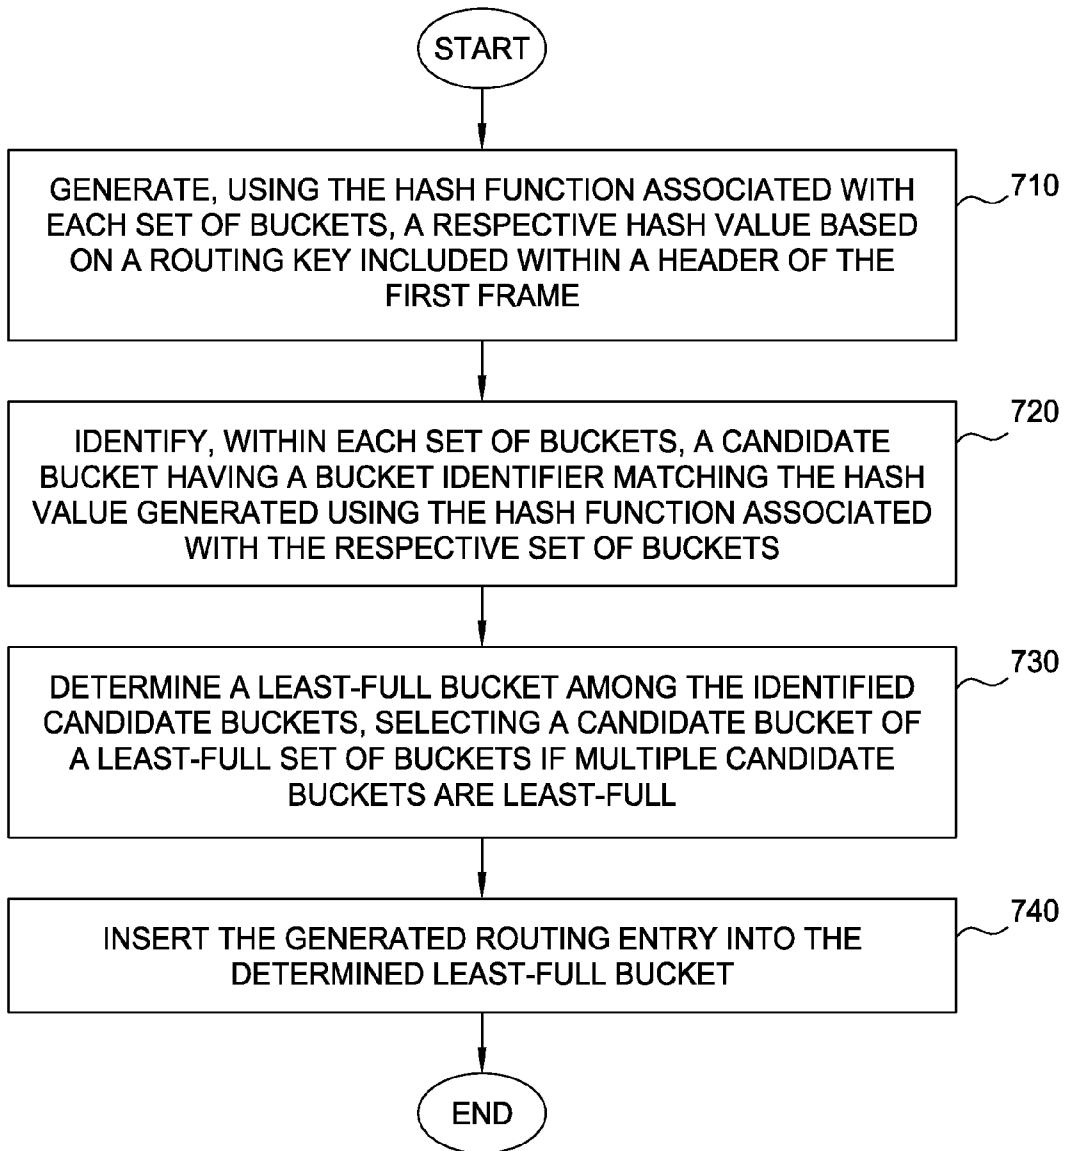 START
GENERATE, USING THE HASH FUNCTION ASSOCIATED WITH
EACH SET OF BUCKETS, A RESPECTIVE HASH VALUE BASED
ON A ROUTING KEY INCLUDED WITHIN A HEADER OF THE
FIRST FRAME
710
IDENTIFY, WITHIN EACH SET OF BUCKETS, A CANDIDATE
BUCKET HAVING A BUCKET IDENTIFIER MATCHING THE HASH
VALUE GENERATED USING THE HASH FUNCTION ASSOCIATED
WITH THE RESPECTIVE SET OF BUCKETS
720
DETERMINE A LEAST-FULL BUCKET AMONG THE IDENTIFIED
CANDIDATE BUCKETS, SELECTING A CANDIDATE BUCKET OF
A LEAST-FULL SET OF BUCKETS IF MULTIPLE CANDIDATE
BUCKETS ARE LEAST-FULL
730
INSERT THE GENERATED ROUTING ENTRY INTO THE
DETERMINED LEAST-FULL BUCKET
740
END